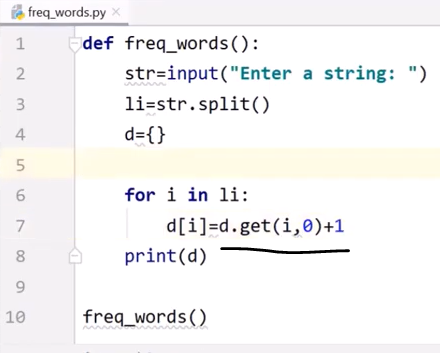 freq_words.py ×
1 def freq_words():
2 str=input("Enter a string: ")
3 li=str.split()
4 d={}
5
6 for i in li:
7 d[i]=d.get(i,0)+1
8 print(d)
9
10 freq_words()